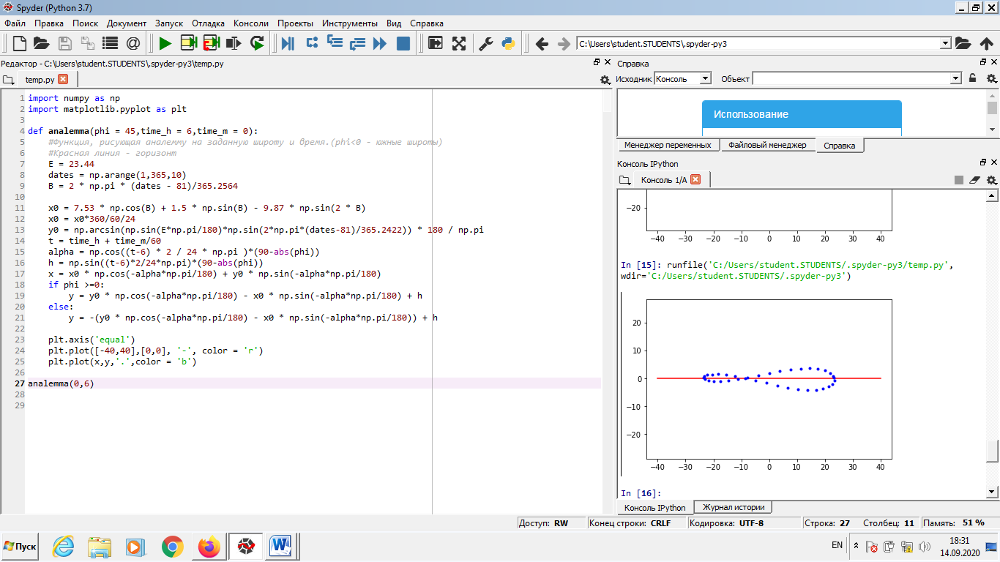 Spyder (Python 3.7)
Файл Правка Поиск Документ Запуск Отладка Консоли Проекты Инструменты Вид Справка
C:\Users\student.STUDENTS\.spyder-py3
Редактор - C:\Users\student.STUDENTS\.spyder-py3\temp.py
temp.py
1 import numpy as np
2 import matplotlib.pyplot as plt
3
4 def analemma(phi = 45,time_h = 6,time_m = 0):
5 #Функция, рисующая аналемму на заданную широту и время.(phi<0 - южные широты)
6 #Красная линия - горизонт
7 E = 23.44
8 dates = np.arange(1,365,10)
9 B = 2 * np.pi * (dates - 81)/365.2564
10
11 x0 = 7.53 * np.cos(B) + 1.5 * np.sin(B) - 9.87 * np.sin(2 * B)
12 x0 = x0*360/60/24
13 y0 = np.arcsin(np.sin(E*np.pi/180)*np.sin(2*np.pi*(dates-81)/365.2422)) * 180 / np.pi
14 t = time_h + time_m/60
15 alpha = np.cos((t-6) * 2 / 24 * np.pi )*(90-abs(phi))
16 h = np.sin((t-6)*2/24*np.pi)*(90-abs(phi))
17 x = x0 * np.cos(-alpha*np.pi/180) + y0 * np.sin(-alpha*np.pi/180)
18 if phi >=0:
19 y = y0 * np.cos(-alpha*np.pi/180) - x0 * np.sin(-alpha*np.pi/180) + h
20 else:
21 y = -(y0 * np.cos(-alpha*np.pi/180) - x0 * np.sin(-alpha*np.pi/180)) + h
22
23 plt.axis('equal')
24 plt.plot([-40,40],[0,0], '-', color = 'r')
25 plt.plot(x,y,'.',color = 'b')
26
27 analemma(0,6)
28
29
Справка
Исходник Консоль Объект
Использование
Менеджер переменных Файловый менеджер Справка
Консоль IPython
Консоль 1/A
−20
−40 −30 −20 −10 0 10 20 30 40
In [15]: runfile('C:/Users/student.STUDENTS/.spyder-py3/temp.py',
wdir='C:/Users/student.STUDENTS/.spyder-py3')
20
10
0
−10
−20
−40 −30 −20 −10 0 10 20 30 40
In [16]:
Консоль IPython Журнал истории
Доступ: RW Конец строки: CRLF Кодировка: UTF-8 Строка: 27 Столбец: 11 Память: 51 %
Пуск
EN
18:31
14.09.2020